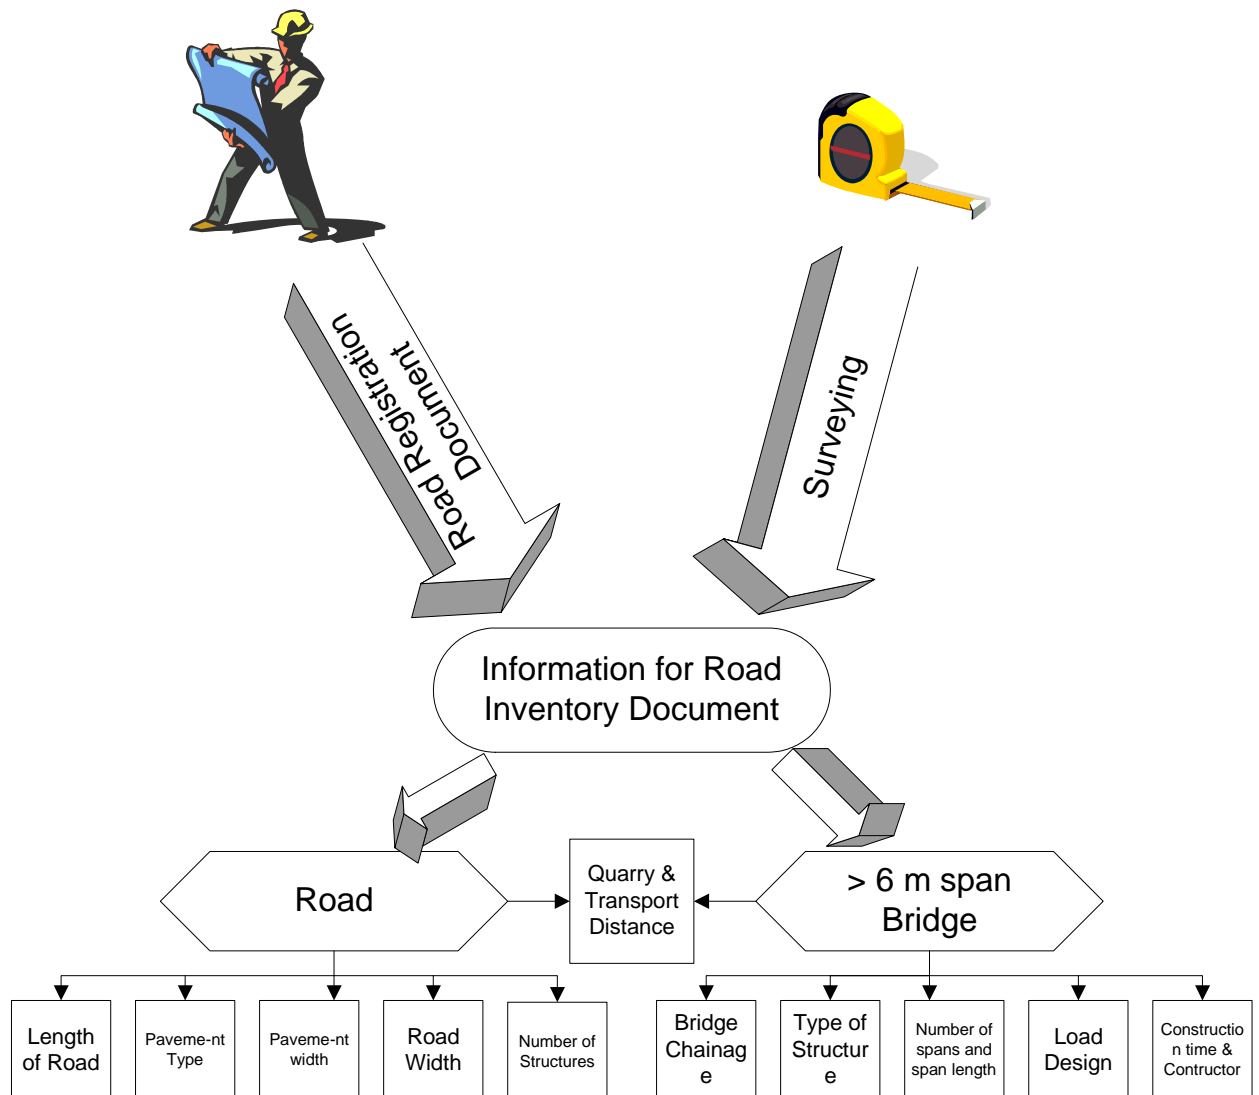 Road Registration
Document
Surveying
Information for Road
Inventory Document
Road
Quarry &
Transport
Distance
> 6 m span
Bridge
Length
of Road
Paveme-nt
Type
Paveme-nt
width
Road
Width
Number of
Structures
Bridge
Chainag
e
Type of
Structur
e
Number of
spans and
span length
Load
Design
Constructio
n time &
Contructor